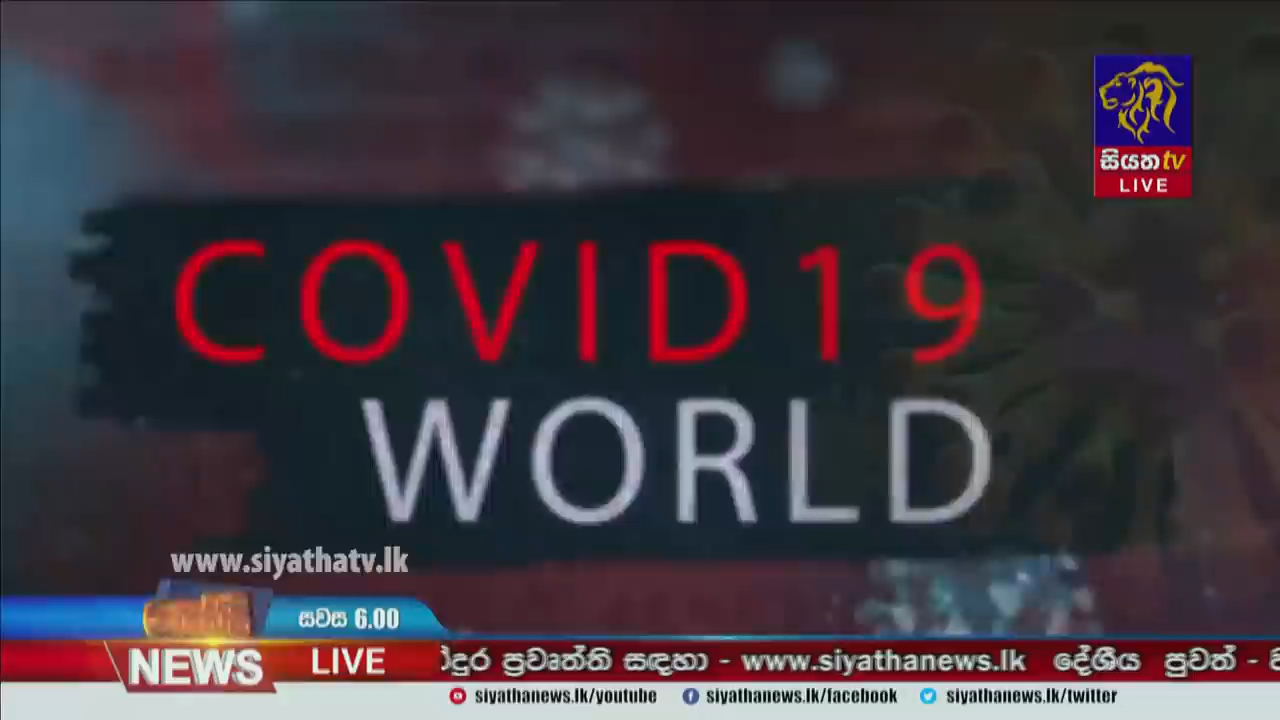 සියත tv
LIVE
COVID19
WORLD
www.siyathatv.lk
සවස 6.00
NEWS LIVE
ප්‍රවෘත්ති සඳහා - www.siyathanews.lk දේශීය පුවත් -
siyathanews.lk/youtube siyathanews.lk/facebook siyathanews.lk/twitter